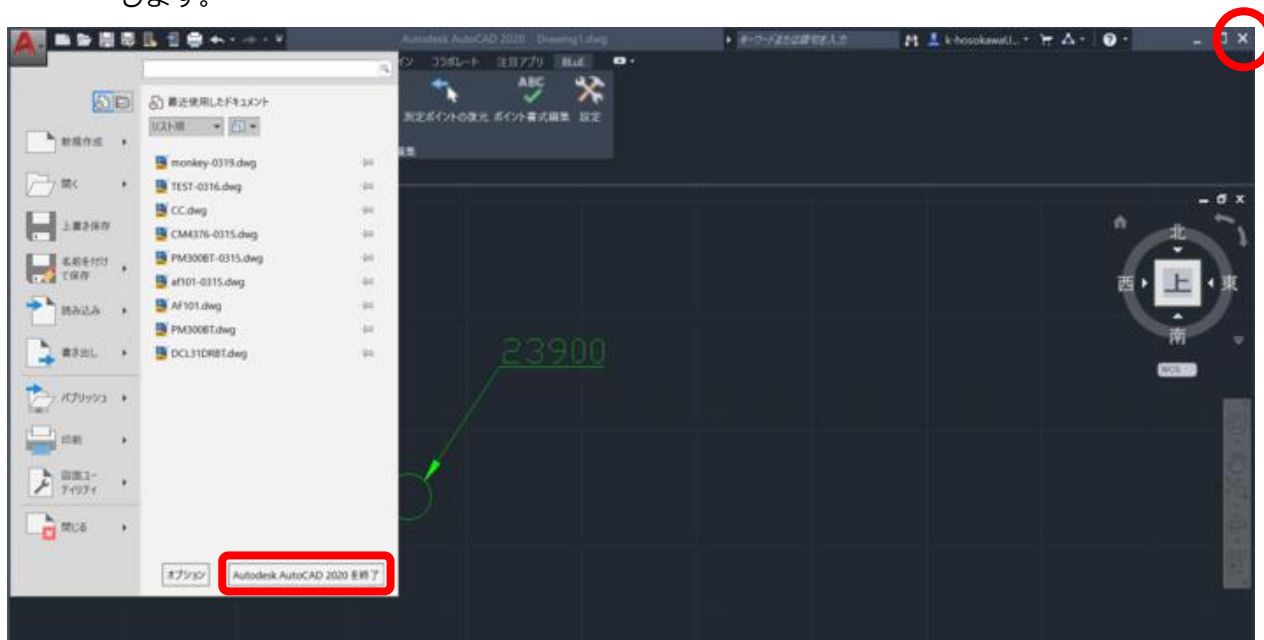 します。
Autodesk AutoCAD 2020 Drawing1.dwg
キーワードまたは語句を入力
k-hosokawaU...
コラボレート 注目アプリ BLuE
ABC
測定ポイントの復元 ポイント書式編集 設定
最近使用したドキュメント
リスト順
新規作成
開く
上書き保存
名前を付け
て保存
読み込み
書き出し
パブリッシュ
印刷
図面ユー
ティリティ
閉じる
monkey-0319.dwg
TEST-0316.dwg
CC.dwg
CM4376-0315.dwg
PM300BT-0315.dwg
af101-0315.dwg
AF101.dwg
PM300BT.dwg
DCL31DRBT.dwg
オプション
Autodesk AutoCAD 2020 を終了
23900
北
西
上
東
南
WCS